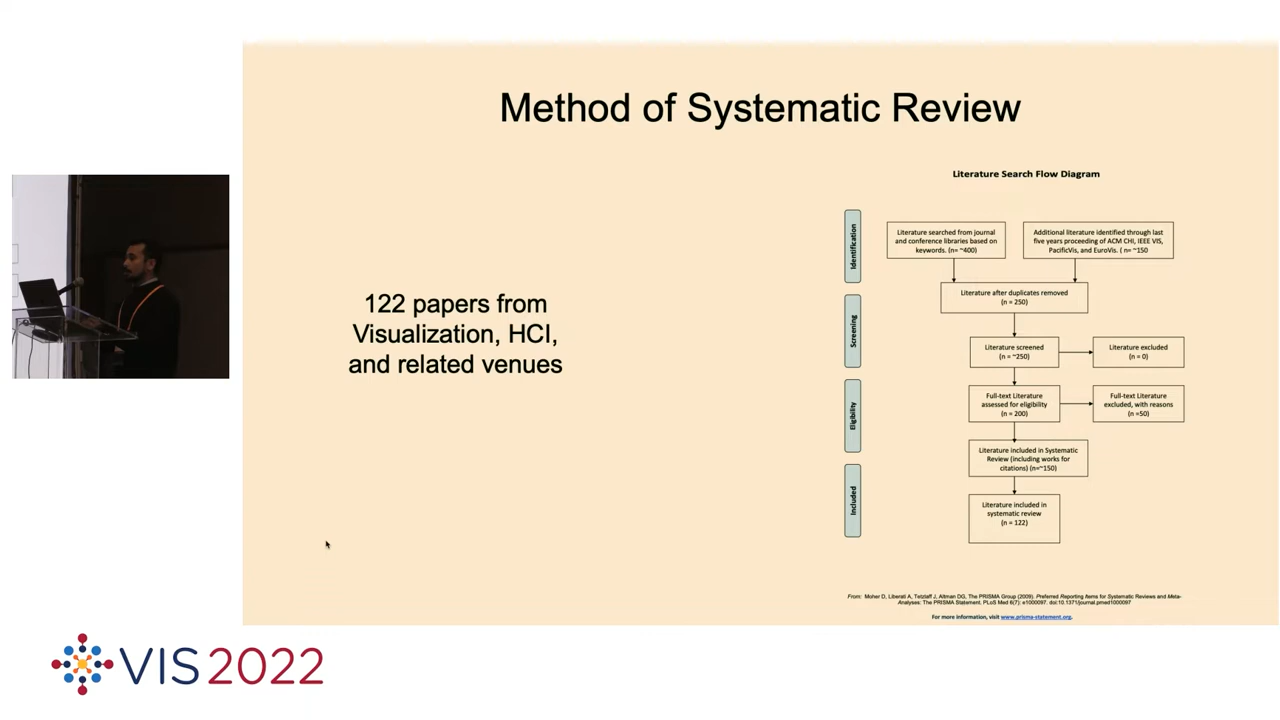 Method of Systematic Review
122 papers from
Visualization, HCI,
and related venues
Literature Search Flow Diagram
Identification
Literature searched from journal
and conference libraries based on
keywords. (n= ~400)
Additional literature identified through last
five years proceeding of ACM CHI, IEEE VIS,
PacificVis, and EuroVis. ( n= ~150
Literature after duplicates removed
(n = 250)
Screening
Literature screened
(n = ~250)
Literature excluded
(n = 0)
Eligibility
Full-text Literature
assessed for eligibility
(n = 200)
Full-text Literature
excluded, with reasons
(n =50)
Literature included in Systematic
Review (including works for
citations) (n=~150)
Included
Literature included in
systematic review
(n = 122)
From: Moher D, Liberati A, Tetzlaff J, Altman DG, The PRISMA Group (2009). Preferred Reporting Items for Systematic Reviews and Meta-
Analyses: The PRISMA Statement. PLoS Med 6(7): e1000097. doi:10.1371/journal.pmed1000097
For more information, visit www.prisma-statement.org.
VIS2022